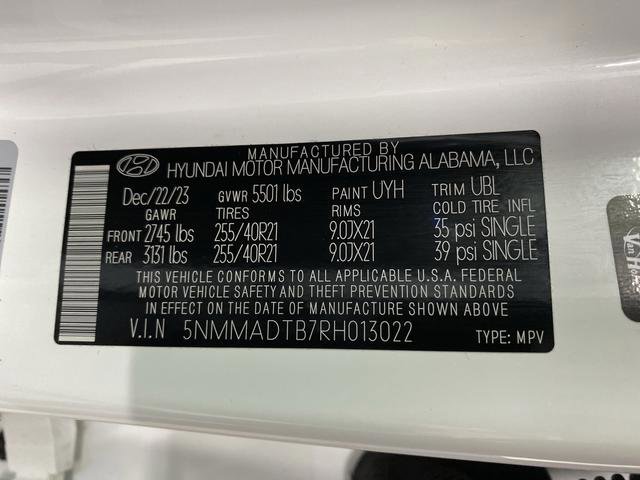 MANUFACTURED BY
HYUNDAI MOTOR MANUFACTURING ALABAMA, LLC
Dec/22/23 GVWR 5501 lbs PAINT UYH TRIM UBL
GAWR TIRES RIMS COLD TIRE INFL
FRONT 2745 lbs 255/40R21 9.0JX21 35 psi SINGLE
REAR 3131 lbs 255/40R21 9.0JX21 39 psi SINGLE
THIS VEHICLE CONFORMS TO ALL APPLICABLE U.S.A. FEDERAL
MOTOR VEHICLE SAFETY AND THEFT PREVENTION STANDARDS
IN EFFECT ON THE DATE OF MANUFACTURE SHOWN ABOVE
V.I.N 5NMMADTB7RH013022 TYPE: MPV